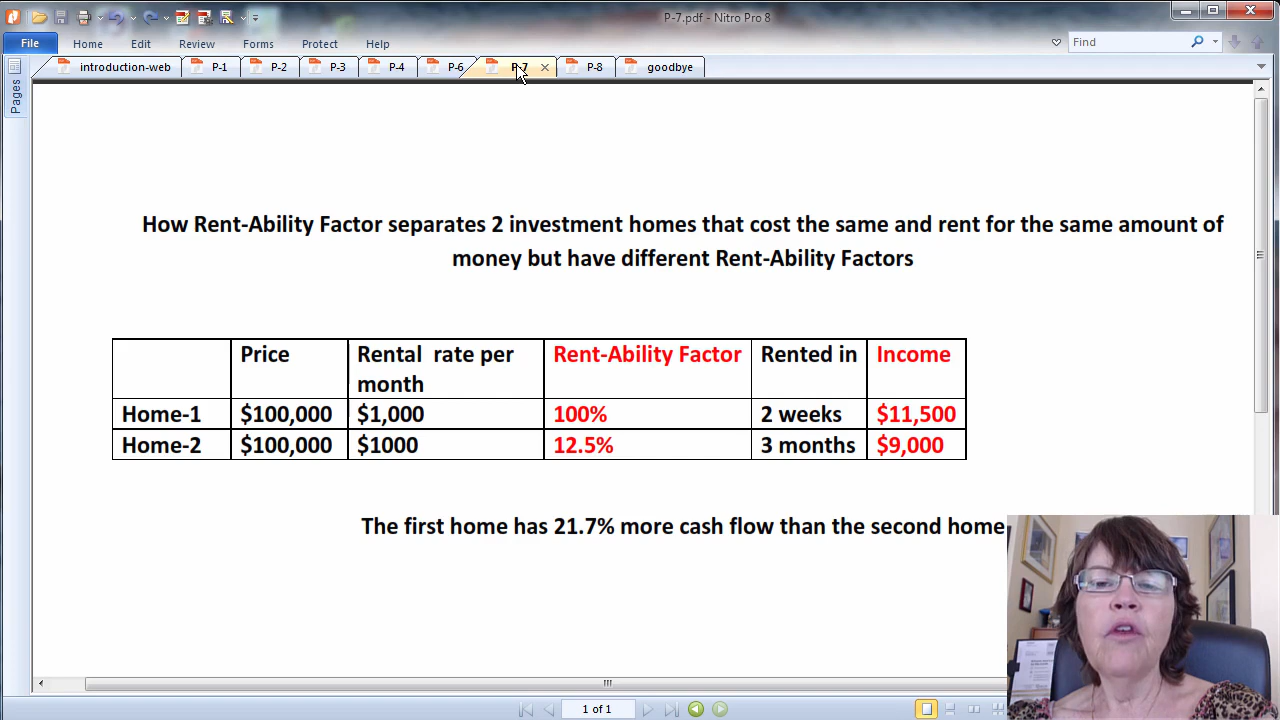 P-7.pdf - Nitro Pro 8
File Home Edit Review Forms Protect Help Find
introduction-web P-1 P-2 P-3 P-4 P-6 P-7 P-8 goodbye
Pages
How Rent-Ability Factor separates 2 investment homes that cost the same and rent for the same amount of
money but have different Rent-Ability Factors
Price Rental rate per month Rent-Ability Factor Rented in Income
Home-1 $100,000 $1,000 100% 2 weeks $11,500
Home-2 $100,000 $1000 12.5% 3 months $9,000
The first home has 21.7% more cash flow than the second home
1 of 1